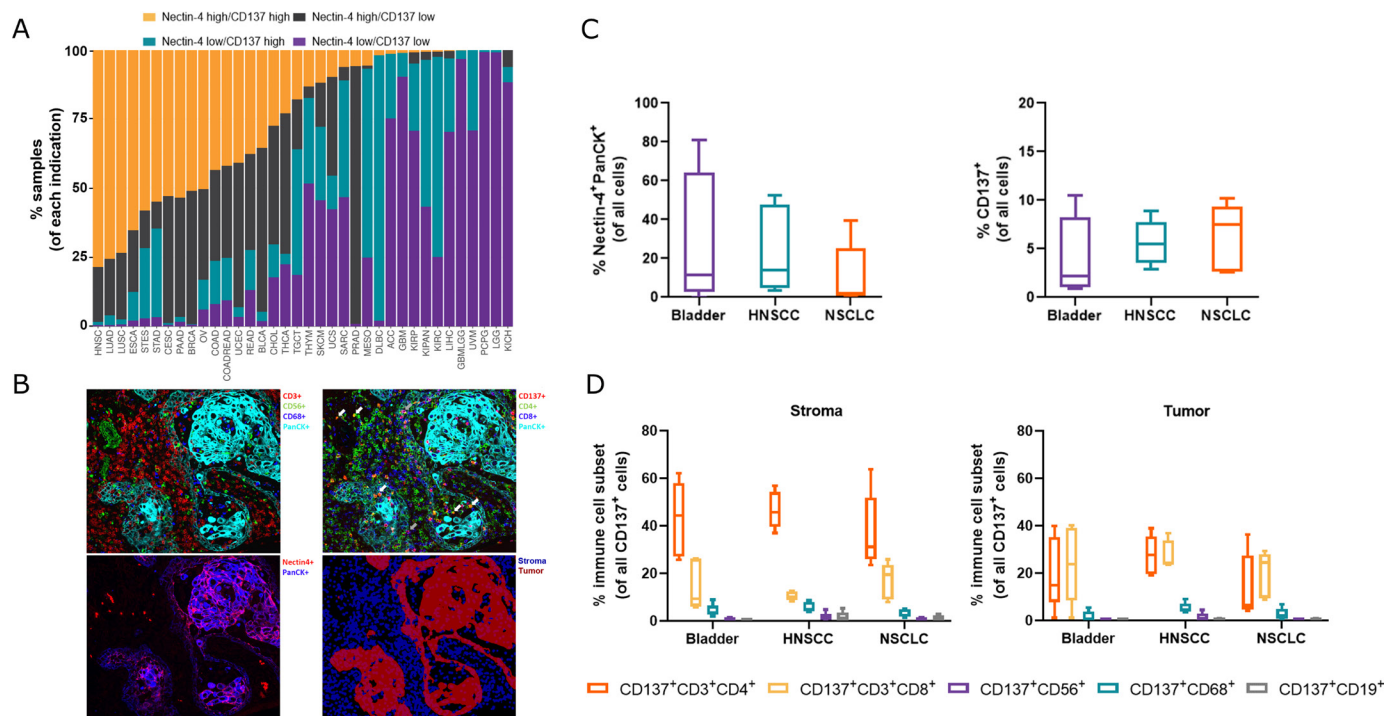 A
Nectin-4 high/CD137 high
Nectin-4 high/CD137 low
Nectin-4 low/CD137 high
Nectin-4 low/CD137 low
% samples
(of each indication)
100
75
50
25
0
HNSC LUAD LUSC ESCA STES STAD CESC PAAD BRCA OV COAD COADREAD UCEC READ BLCA CHOL THCA TGCT THYM SKCM UCS SARC PRAD MESO DLBC ACC GBM KIRP KIPAN KIRC LIHC GBMLGG UVM PCPG LGG KICH
B
CD3+
CD56+
CD68+
PanCK+
CD137+
CD4+
CD8+
PanCK+
Nectin4+
PanCK+
Stroma
Tumor
C
% Nectin-4+PanCK+
(of all cells)
100
80
60
40
20
0
Bladder HNSCC NSCLC
% CD137+
(of all cells)
20
15
10
5
0
Bladder HNSCC NSCLC
D
Stroma
% immune cell subset
(of all CD137+ cells)
80
60
40
20
0
Bladder HNSCC NSCLC
Tumor
% immune cell subset
(of all CD137+ cells)
80
60
40
20
0
Bladder HNSCC NSCLC
CD137+CD3+CD4+ CD137+CD3+CD8+ CD137+CD56+ CD137+CD68+ CD137+CD19+